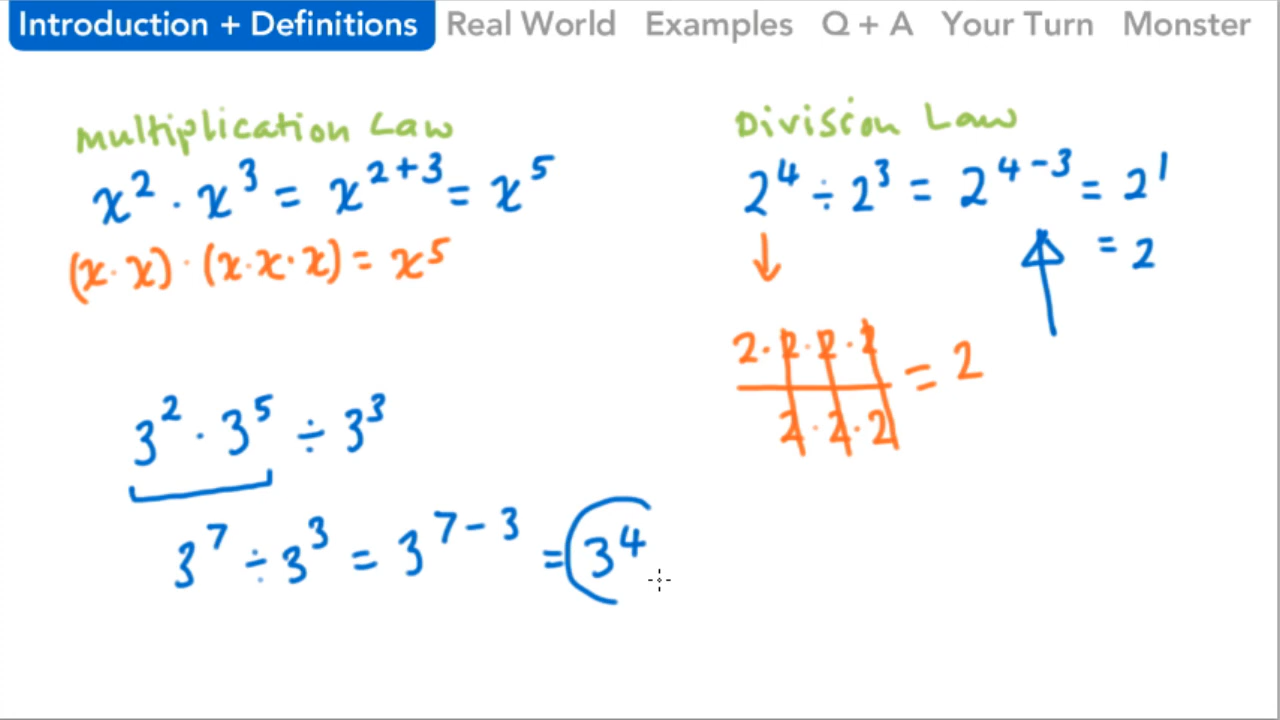 Introduction + Definitions Real World Examples Q + A Your Turn Monster
Multiplication Law
x² · x³ = x²⁺³ = x⁵
(x · x) · (x · x · x) = x⁵
3² · 3⁵ ÷ 3³
3⁷ ÷ 3³ = 3⁷⁻³ = 3⁴
Division Law
2⁴ ÷ 2³ = 2⁴⁻³ = 2¹
= 2
2 · 2 · 2 · 2 = 2
2 · 2 · 2